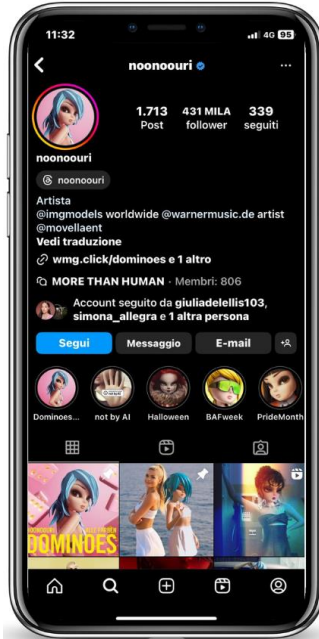 11:32
4G 95
noonoouri
1.713 431 MILA 339
Post follower seguiti
noonoouri
noonoouri
Artista
@imgmodels worldwide @warnermusic.de artist
@movellaent
Vedi traduzione
wmg.click/dominoes e 1 altro
MORE THAN HUMAN · Membri: 806
Account seguito da giuliadelellis103,
simona_allegra e 1 altra persona
Segui Messaggio E-mail
Dominoes... not by AI Halloween BAFweek PrideMonth
DOMINOES